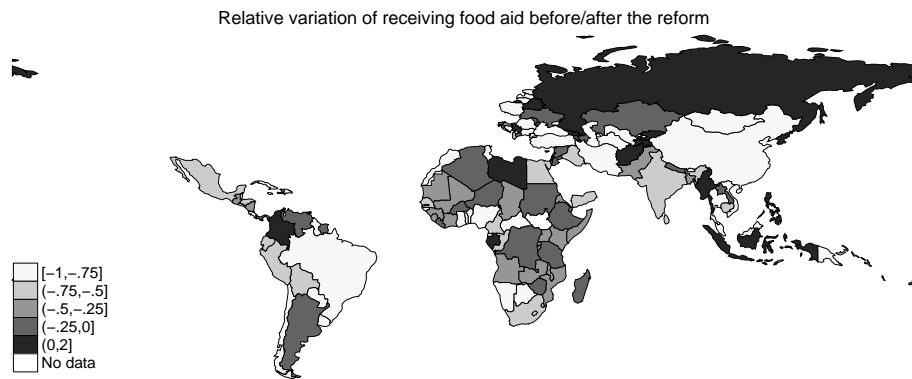 Relative variation of receiving food aid before/after the reform
[−1,−.75]
(−.75,−.5]
(−.5,−.25]
(−.25,0]
(0,2]
No data